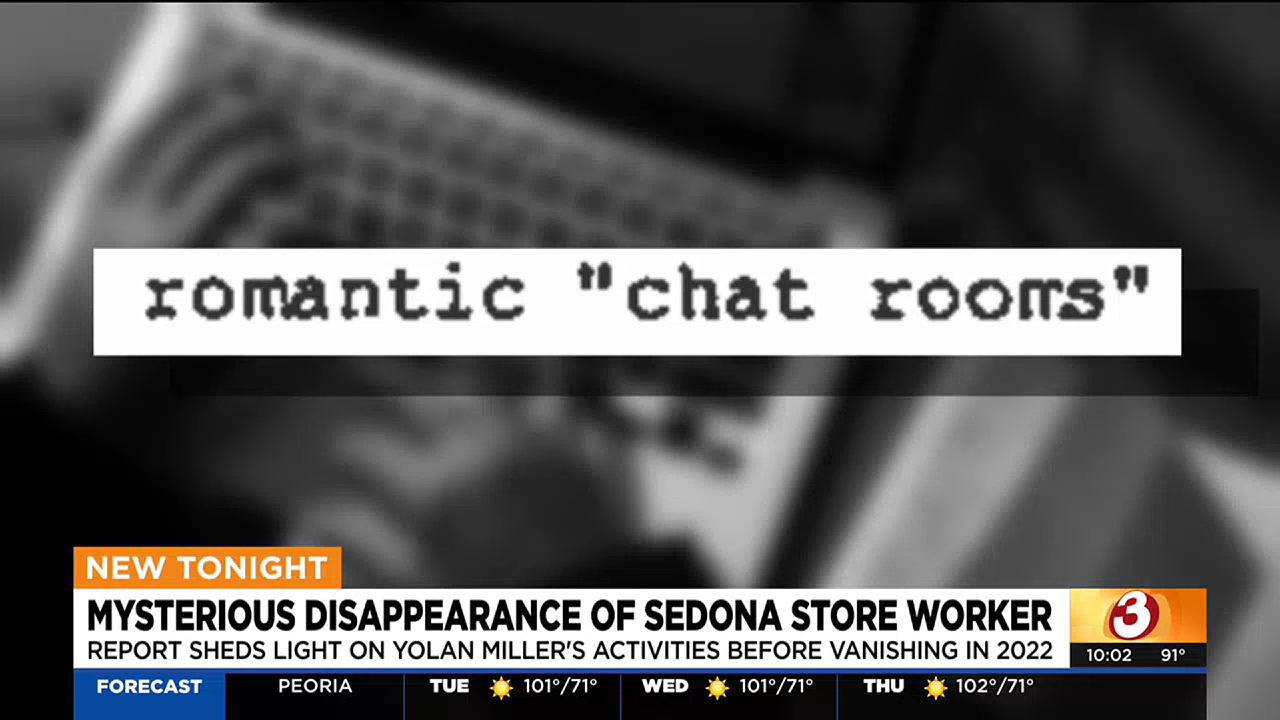 romantic "chat rooms"
NEW TONIGHT
MYSTERIOUS DISAPPEARANCE OF SEDONA STORE WORKER
REPORT SHEDS LIGHT ON YOLAN MILLER'S ACTIVITIES BEFORE VANISHING IN 2022
3
10:02 91°
FORECAST PEORIA TUE 101°/71° WED 101°/71° THU 102°/71°